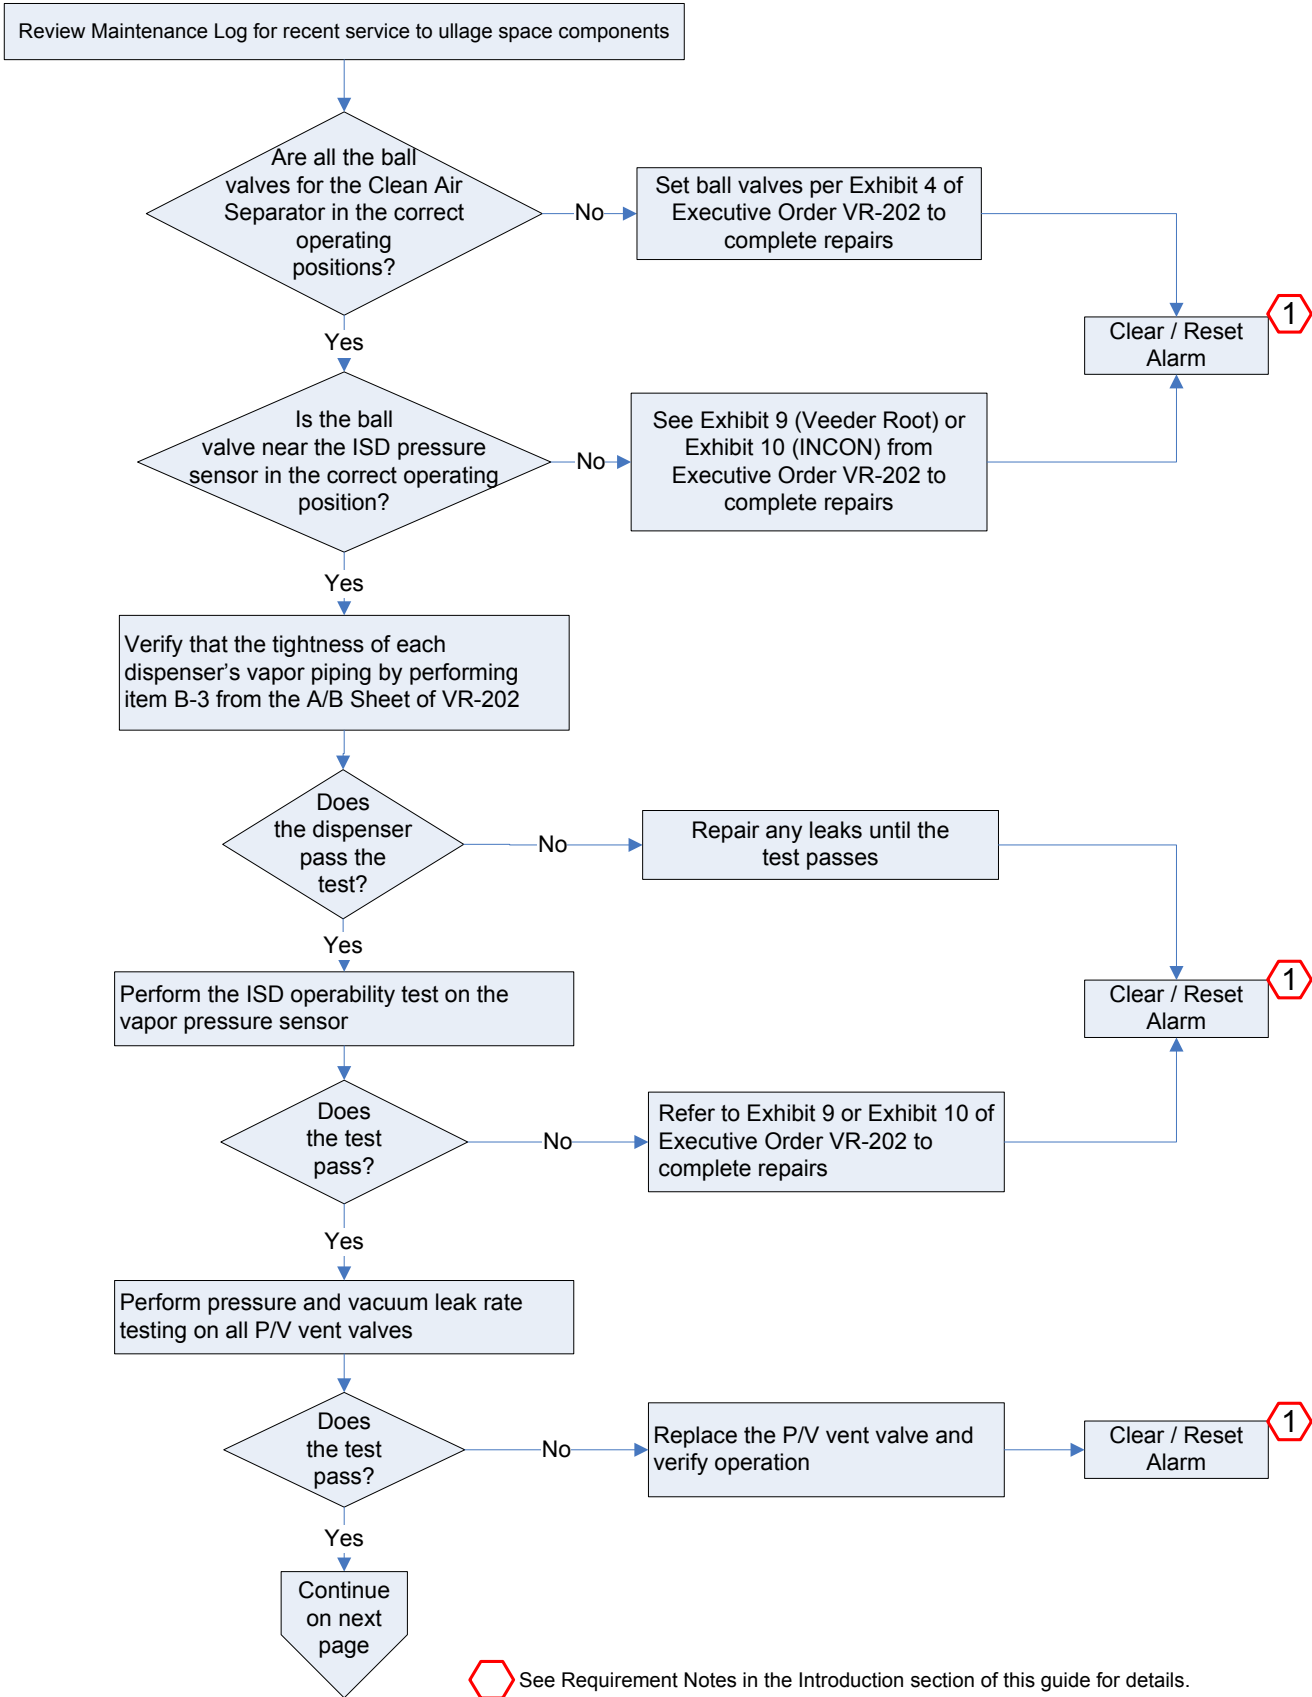 Review Maintenance Log for recent service to ullage space components
Are all the ball
valves for the Clean Air
Separator in the correct
operating
positions?
No
Set ball valves per Exhibit 4 of
Executive Order VR-202 to
complete repairs
1
Clear / Reset
Alarm
Yes
Is the ball
valve near the ISD pressure
sensor in the correct operating
position?
No
See Exhibit 9 (Veeder Root) or
Exhibit 10 (INCON) from
Executive Order VR-202 to
complete repairs
Yes
Verify that the tightness of each
dispenser’s vapor piping by performing
item B-3 from the A/B Sheet of VR-202
Does
the dispenser
pass the
test?
No
Repair any leaks until the
test passes
1
Clear / Reset
Alarm
Yes
Perform the ISD operability test on the
vapor pressure sensor
Does
the test
pass?
No
Refer to Exhibit 9 or Exhibit 10 of
Executive Order VR-202 to
complete repairs
Yes
Perform pressure and vacuum leak rate
testing on all P/V vent valves
Does
the test
pass?
No
Replace the P/V vent valve and
verify operation
1
Clear / Reset
Alarm
Yes
Continue
on next
page
See Requirement Notes in the Introduction section of this guide for details.